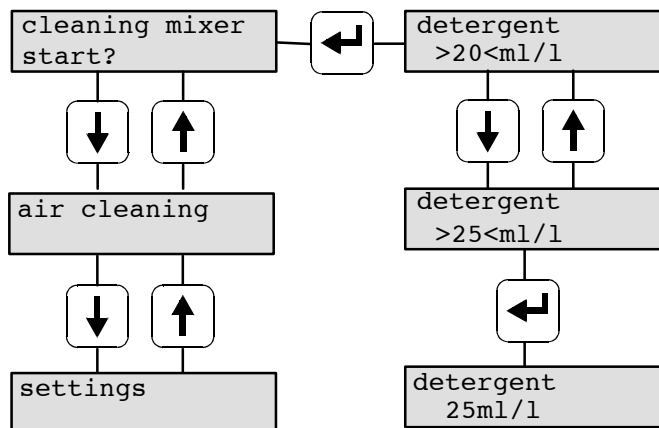 cleaning mixer
start?
detergent
>20<ml/l
air cleaning
detergent
>25<ml/l
settings
detergent
25ml/l